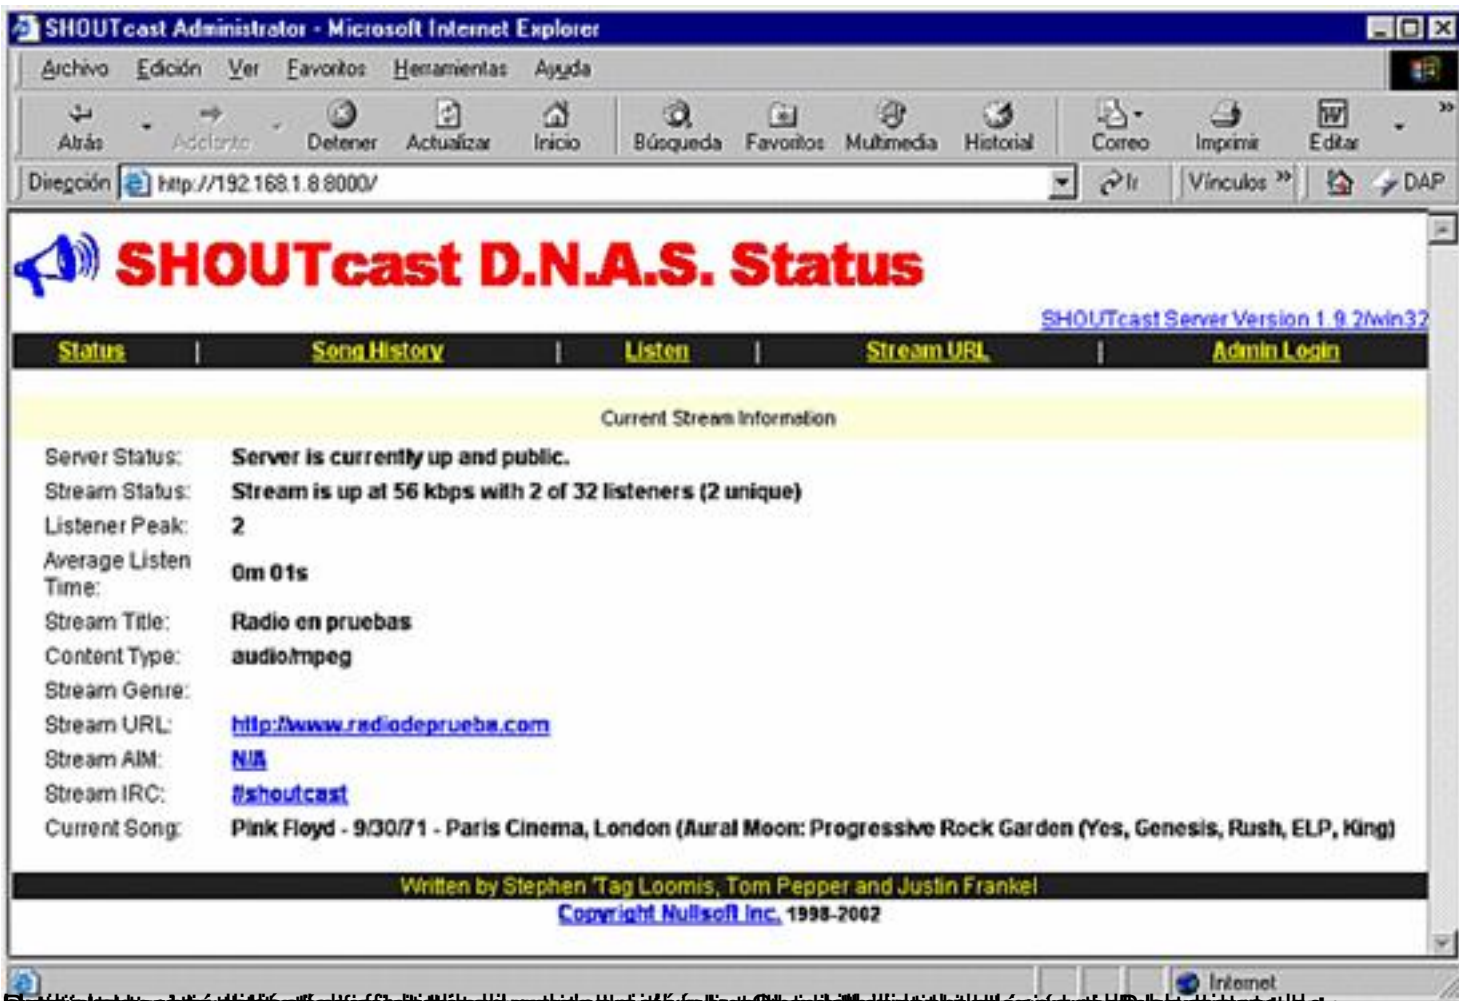 SHOUTcast Administrator - Microsoft Internet Explorer
Archivo Edición Ver Favoritos Herramientas Ayuda
Atrás Adelante Detener Actualizar Inicio Búsqueda Favoritos Multimedia Historial Correo Imprimir Editar »
Dirección http://192.168.1.8:8000/ Ir Vínculos » DAP
SHOUTcast D.N.A.S. Status
SHOUTcast Server Version 1.9.2/win32
Status | Song History | Listen | Stream URL | Admin Login
Current Stream Information
Server Status: Server is currently up and public.
Stream Status: Stream is up at 56 kbps with 2 of 32 listeners (2 unique)
Listener Peak: 2
Average Listen Time: 0m 01s
Stream Title: Radio en pruebas
Content Type: audio/mpeg
Stream Genre:
Stream URL: http://www.radiodeprueba.com
Stream AIM: N/A
Stream IRC: #shoutcast
Current Song: Pink Floyd - 9/30/71 - Paris Cinema, London (Aural Moon: Progressive Rock Garden (Yes, Genesis, Rush, ELP, King)
Written by Stephen 'Tag Loomis, Tom Pepper and Justin Frankel
Copyright Nullsoft Inc. 1998-2002
Internet